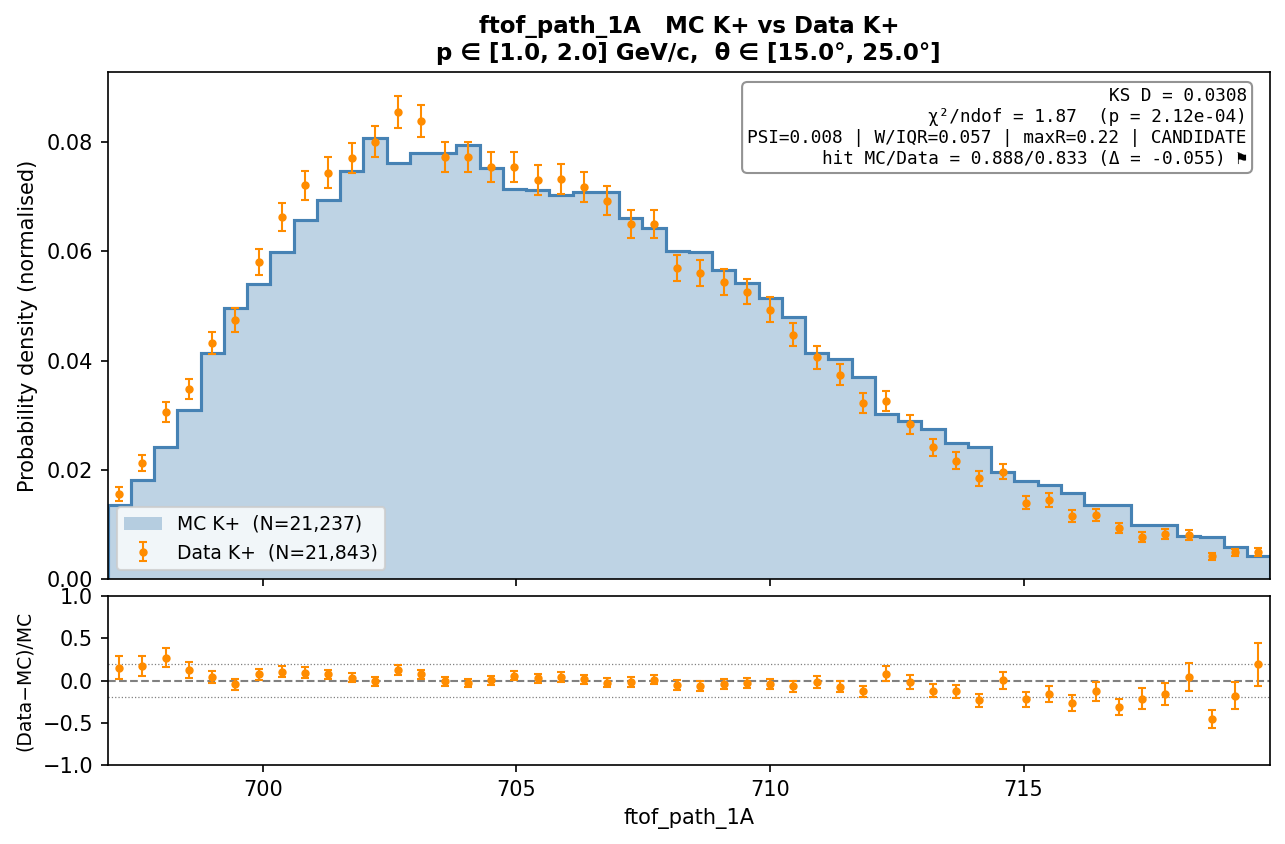 ftof_path_1A   MC K+ vs Data K+
p ∈ [1.0, 2.0] GeV/c,  θ ∈ [15.0°, 25.0°]
KS D = 0.0308
χ²/ndof = 1.87  (p = 2.12e-04)
PSI=0.008 | W/IQR=0.057 | maxR=0.22 | CANDIDATE
hit MC/Data = 0.888/0.833 (Δ = -0.055) ⚑
Probability density (normalised)
0.08
0.06
0.04
0.02
0.00
MC K+  (N=21,237)
Data K+  (N=21,843)
(Data−MC)/MC
1.0
0.5
0.0
−0.5
−1.0
700
705
710
715
ftof_path_1A